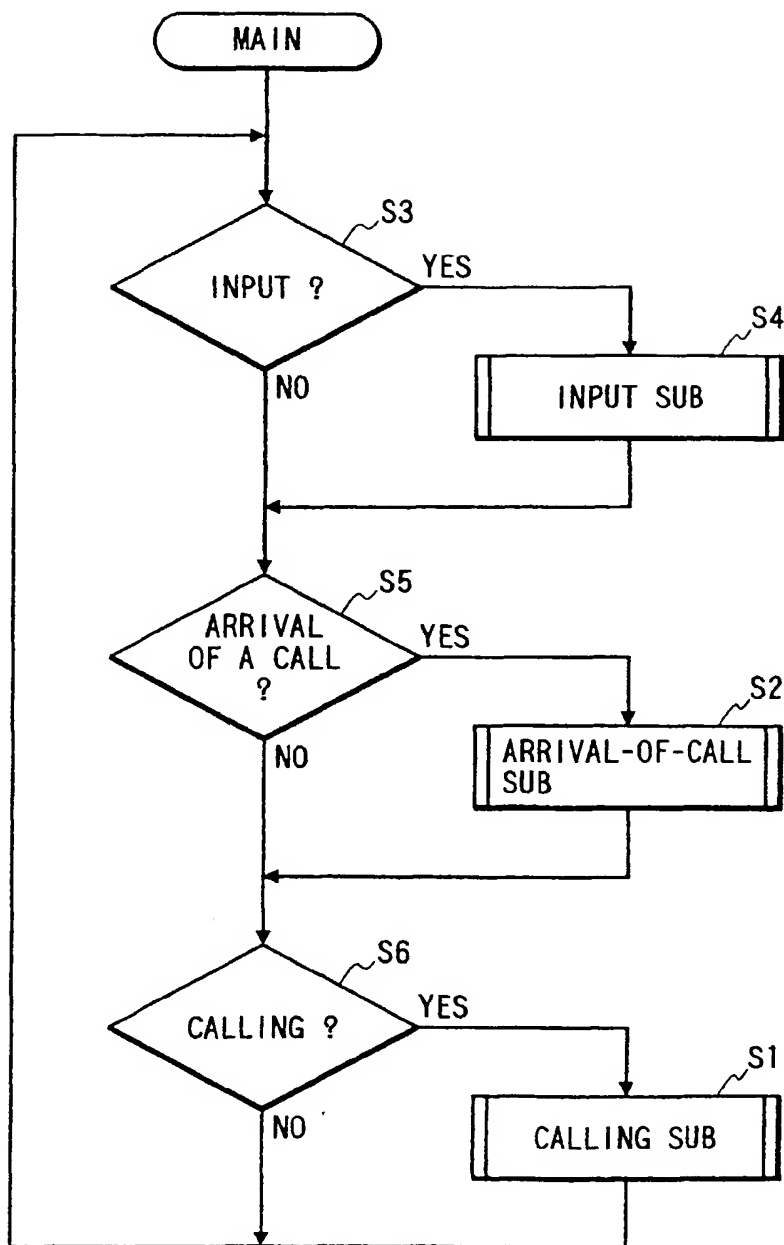 MAIN
S3
INPUT ?
YES
NO
S4
INPUT SUB
S5
ARRIVAL
OF A CALL
?
YES
NO
S2
ARRIVAL-OF-CALL
SUB
S6
CALLING ?
YES
NO
S1
CALLING SUB